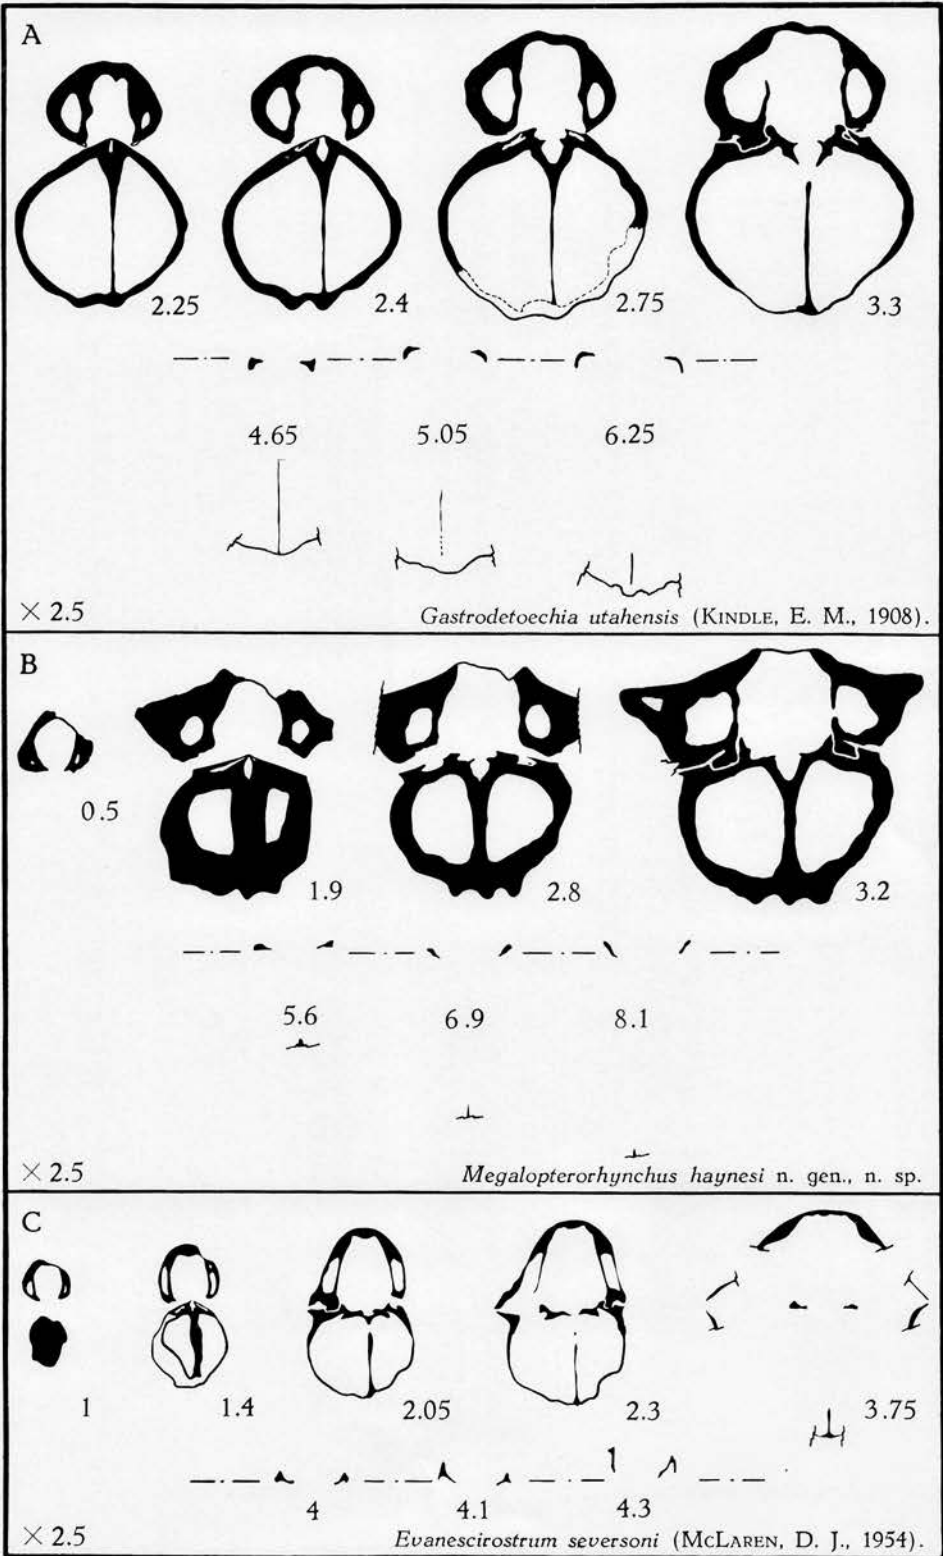 A
2.25 2.4 2.75 3.3
4.65 5.05 6.25
× 2.5 Gastrodetoechia utahensis (KINDLE, E. M., 1908).
B
0.5 1.9 2.8 3.2
5.6 6.9 8.1
× 2.5 Megalopterorhynchus haynesi n. gen., n. sp.
C
1 1.4 2.05 2.3 3.75
4 4.1 4.3
× 2.5 Evanescirostrum seversoni (MCLAREN, D. J., 1954).